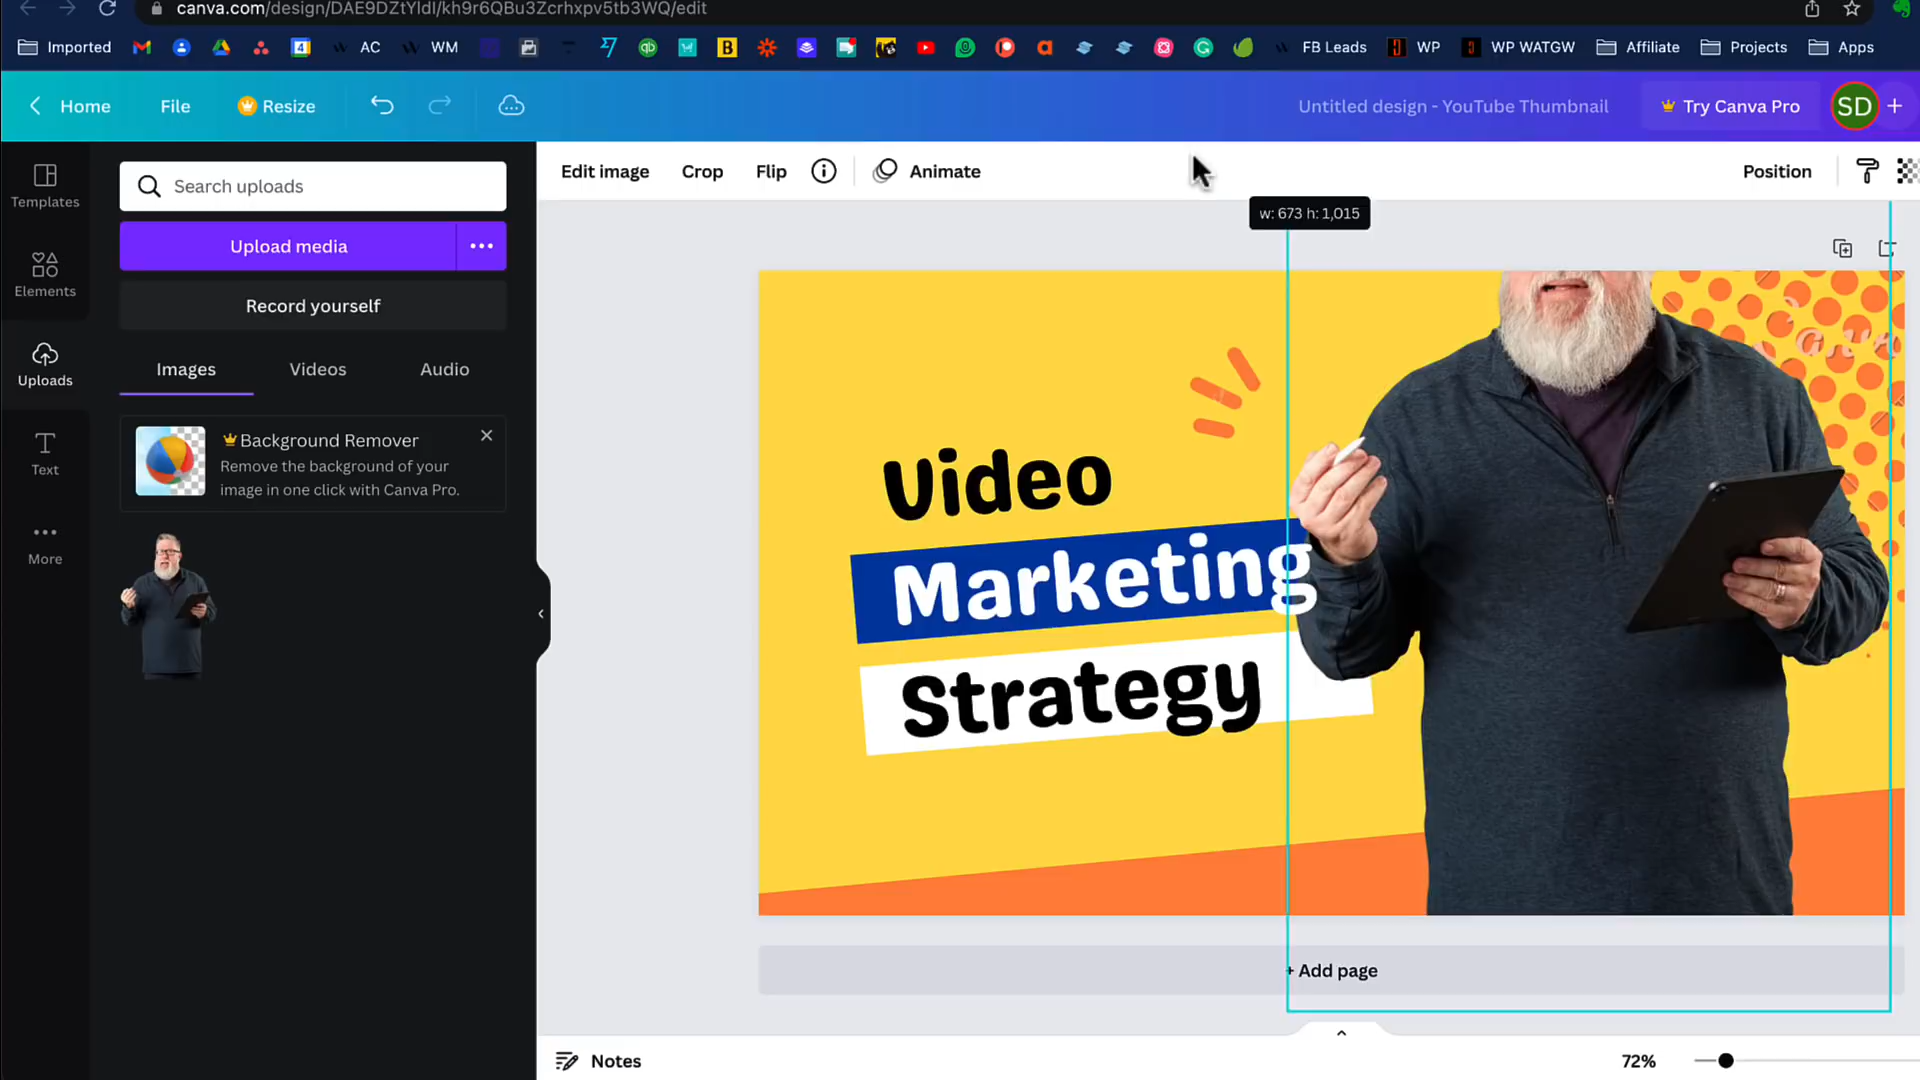 canva.com/design/DAE9DZtYIdI/kh9r6QBu3Zcrhxpv5tb3WQ/edit
Imported
4
AC
WM
qb
B
FB Leads
WP
WP WATGW
Affiliate
Projects
Apps
Home
File
Resize
Untitled design - YouTube Thumbnail
Try Canva Pro
SD
Templates
Search uploads
Edit image
Crop
Flip
Animate
Position
w: 673 h: 1,015
Upload media
Elements
Record yourself
Uploads
Images
Videos
Audio
Background Remover
Remove the background of your
image in one click with Canva Pro.
Text
More
Video
Marketing
Strategy
+ Add page
Notes
72%